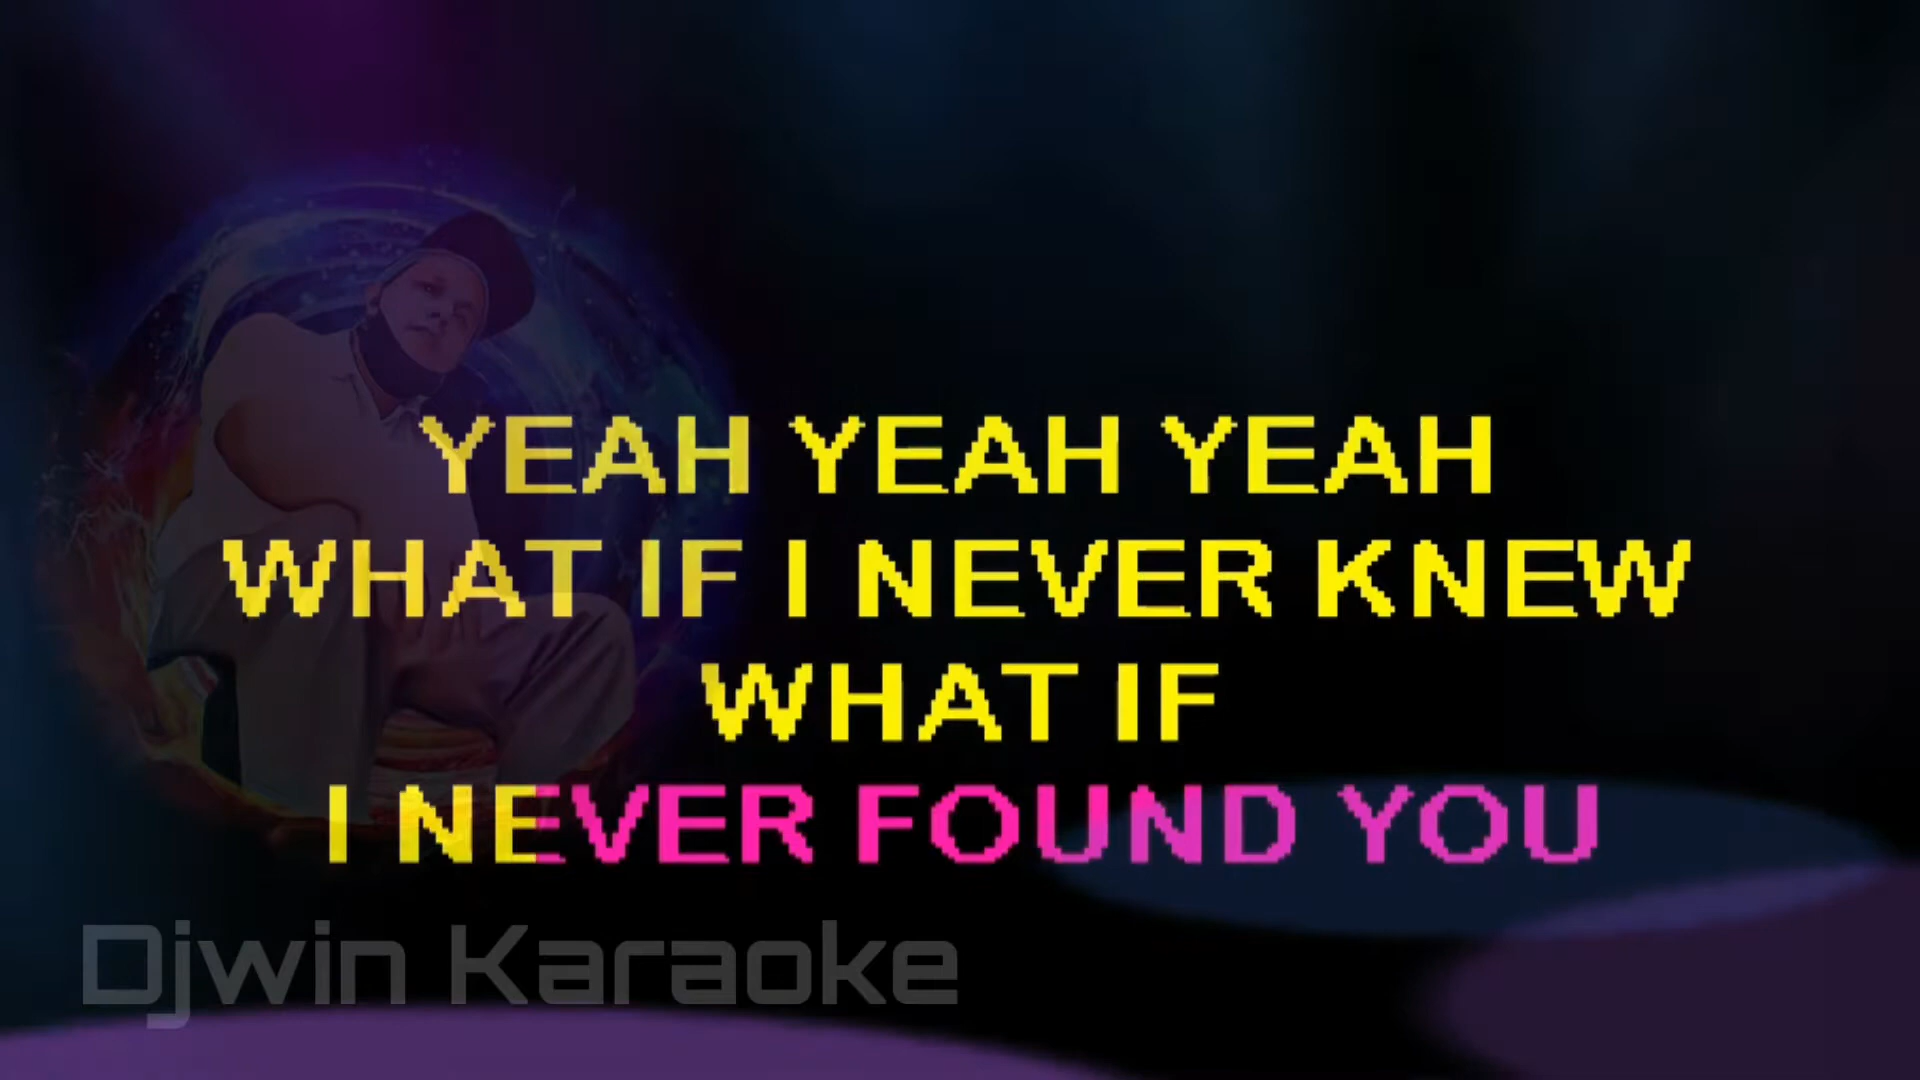 YEAH YEAH YEAH
WHAT IF I NEVER KNEW
WHAT IF
I NEVER FOUND YOU
Djwin Karaoke